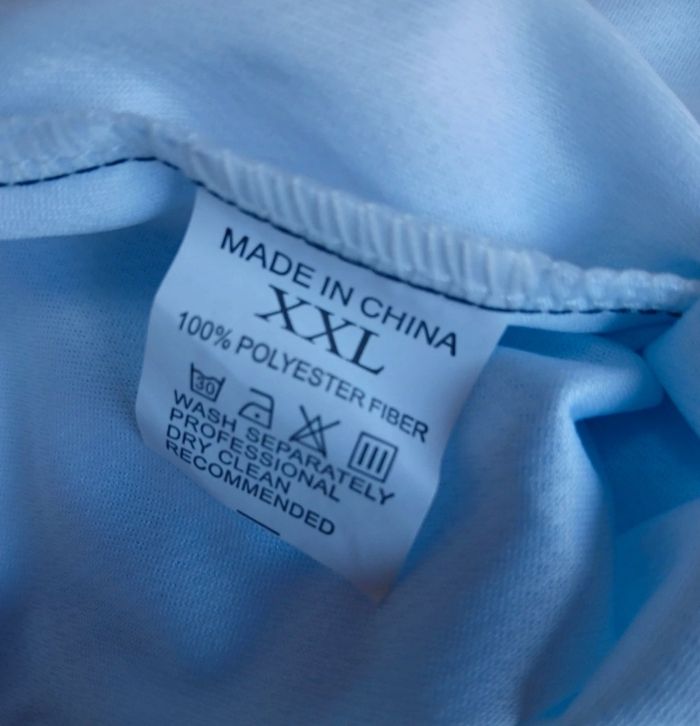 MADE IN CHINA
XXL
100% POLYESTER FIBER
30
WASH SEPARATELY
PROFESSIONAL
DRY CLEAN
RECOMMENDED